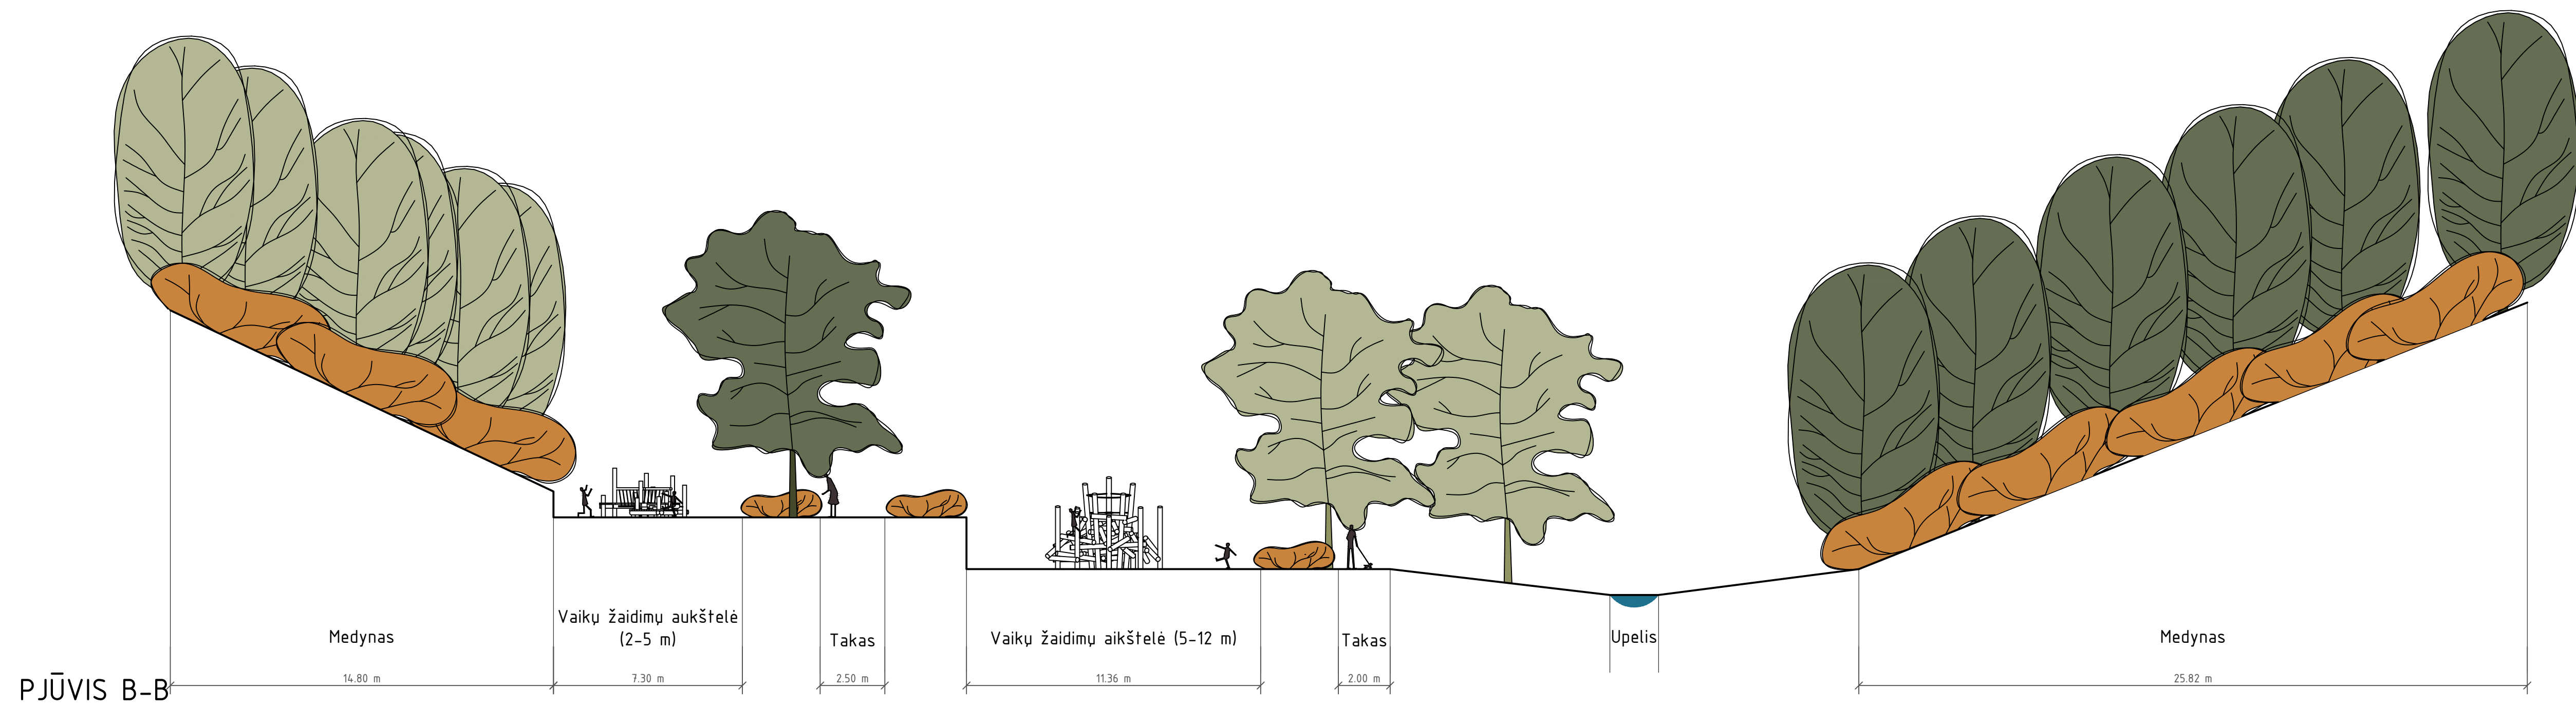 Medynas
Vaikų žaidimų aukštelė
(2-5 m)
Takas
Vaikų žaidimų aikštelė (5-12 m)
Takas
Upelis
Medynas
PJŪVIS B-B
14.80 m
7.30 m
2.50 m
11.36 m
2.00 m
25.82 m